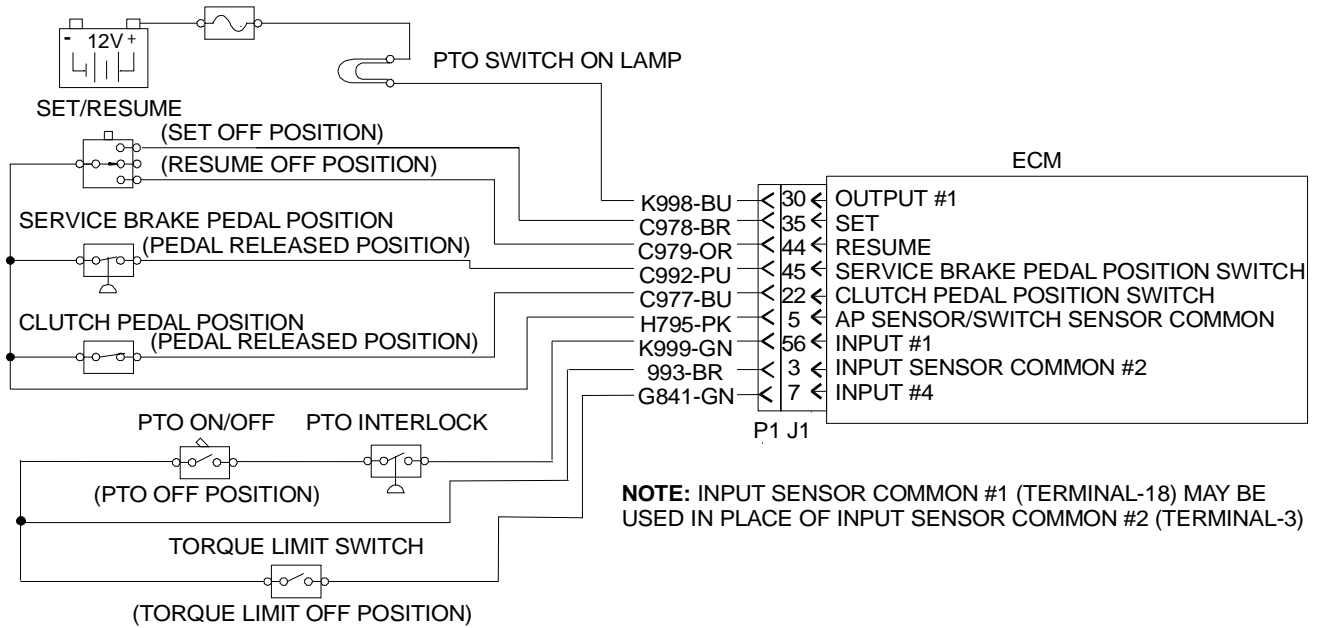 - 12V +
PTO SWITCH ON LAMP
SET/RESUME
(SET OFF POSITION)
(RESUME OFF POSITION)
SERVICE BRAKE PEDAL POSITION
(PEDAL RELEASED POSITION)
CLUTCH PEDAL POSITION
(PEDAL RELEASED POSITION)
ECM
K998-BU 30 OUTPUT #1
C978-BR 35 SET
C979-OR 44 RESUME
C992-PU 45 SERVICE BRAKE PEDAL POSITION SWITCH
C977-BU 22 CLUTCH PEDAL POSITION SWITCH
H795-PK 5 AP SENSOR/SWITCH SENSOR COMMON
K999-GN 56 INPUT #1
993-BR 3 INPUT SENSOR COMMON #2
G841-GN 7 INPUT #4
P1 J1
PTO ON/OFF
PTO INTERLOCK
(PTO OFF POSITION)
TORQUE LIMIT SWITCH
(TORQUE LIMIT OFF POSITION)
NOTE: INPUT SENSOR COMMON #1 (TERMINAL-18) MAY BE
USED IN PLACE OF INPUT SENSOR COMMON #2 (TERMINAL-3)